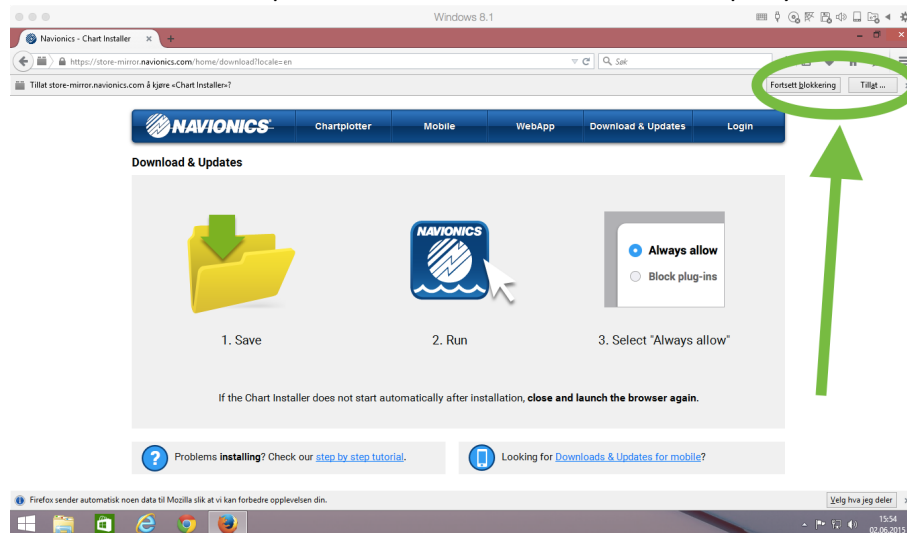 Windows 8.1
Navionics - Chart Installer
https://store-mirror.navionics.com/home/download?locale=en
Søk
Tillat store-mirror.navionics.com å kjøre «Chart Installer»?
Fortsett blokkering
Tillat ...
NAVIONICS
Chartplotter
Mobile
WebApp
Download & Updates
Login
Download & Updates
NAVIONICS
Always allow
Block plug-ins
1. Save
2. Run
3. Select "Always allow"
If the Chart Installer does not start automatically after installation, close and launch the browser again.
Problems installing? Check our step by step tutorial.
Looking for Downloads & Updates for mobile?
Firefox sender automatisk noen data til Mozilla slik at vi kan forbedre opplevelsen din.
Velg hva jeg deler
15:54
02.06.2015